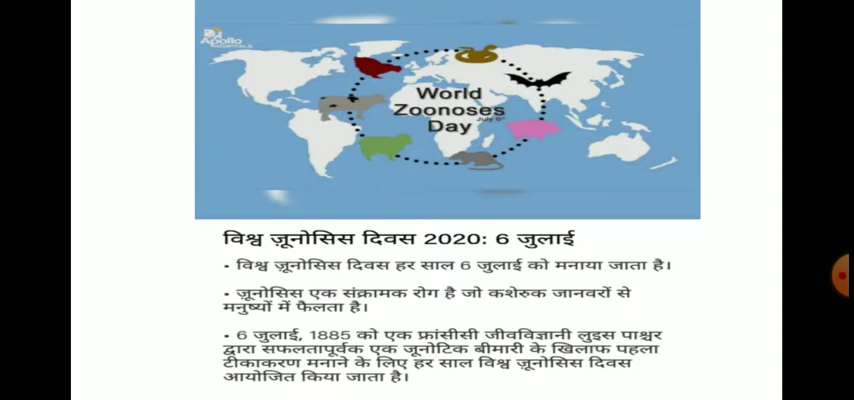 Apollo
World
Zoonoses
Day July 6th
विश्व ज़ूनोसिस दिवस 2020: 6 जुलाई
• विश्व ज़ूनोसिस दिवस हर साल 6 जुलाई को मनाया जाता है।
• ज़ूनोसिस एक संक्रामक रोग है जो कशेरुक जानवरों से
मनुष्यों में फैलता है।
• 6 जुलाई, 1885 को एक फ्रांसीसी जीवविज्ञानी लुइस पाश्चर
द्वारा सफलतापूर्वक एक जूनोटिक बीमारी के खिलाफ पहला
टीकाकरण मनाने के लिए हर साल विश्व ज़ूनोसिस दिवस
आयोजित किया जाता है।